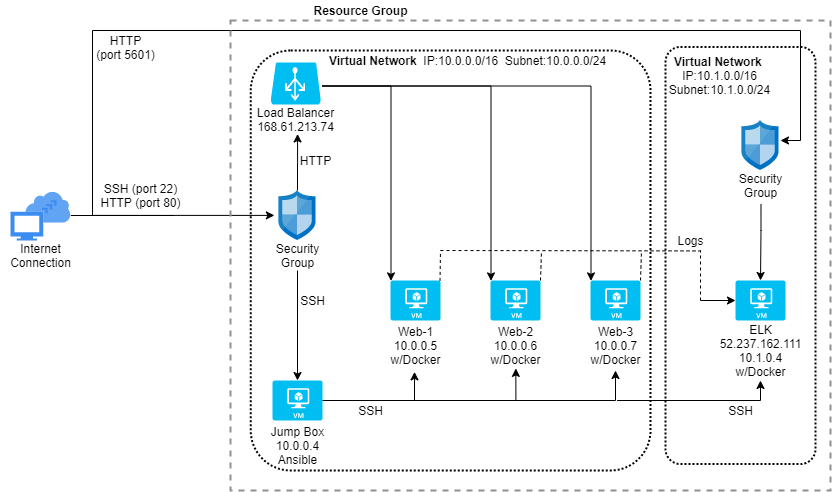 Resource Group
HTTP
(port 5601)
Virtual Network IP:10.0.0.0/16 Subnet:10.0.0.0/24
Virtual Network
IP:10.1.0.0/16
Subnet:10.1.0.0/24
Load Balancer
168.61.213.74
HTTP
Security
Group
SSH (port 22)
HTTP (port 80)
Internet
Connection
Security
Group
Logs
SSH
VM
Web-1
10.0.0.5
w/Docker
VM
Web-2
10.0.0.6
w/Docker
VM
Web-3
10.0.0.7
w/Docker
VM
ELK
52.237.162.111
10.1.0.4
w/Docker
VM
Jump Box
10.0.0.4
Ansible
SSH
SSH